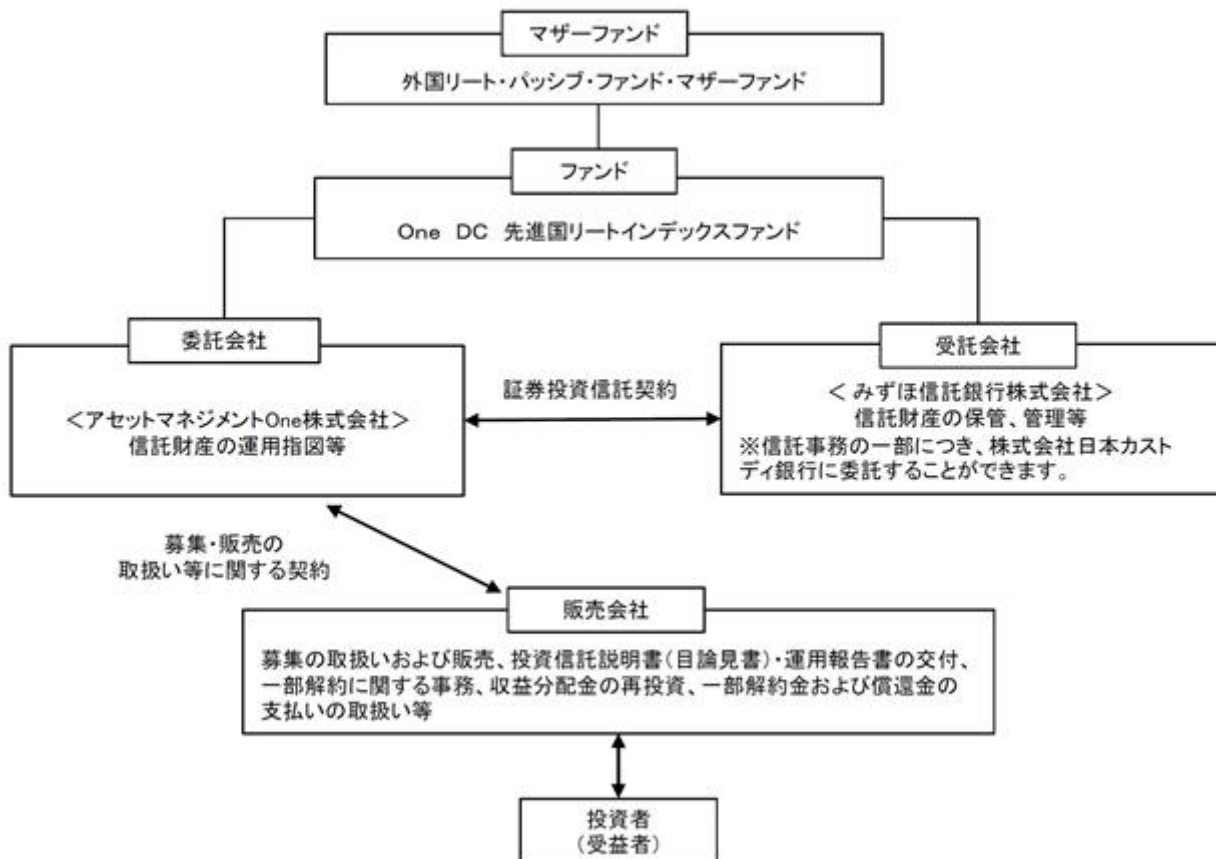 マザーファンド
外国リート・パッシブ・ファンド・マザーファンド
ファンド
One DC 先進国リートインデックスファンド
委託会社
＜アセットマネジメントOne株式会社＞
信託財産の運用指図等
証券投資信託契約
受託会社
＜ みずほ信託銀行株式会社＞
信託財産の保管、管理等
※信託事務の一部につき、株式会社日本カスト
ディ銀行に委託することができます。
募集・販売の
取扱い等に関する契約
販売会社
募集の取扱いおよび販売、投資信託説明書（目論見書）・運用報告書の交付、
一部解約に関する事務、収益分配金の再投資、一部解約金および償還金の
支払いの取扱い等
投資者
（受益者）